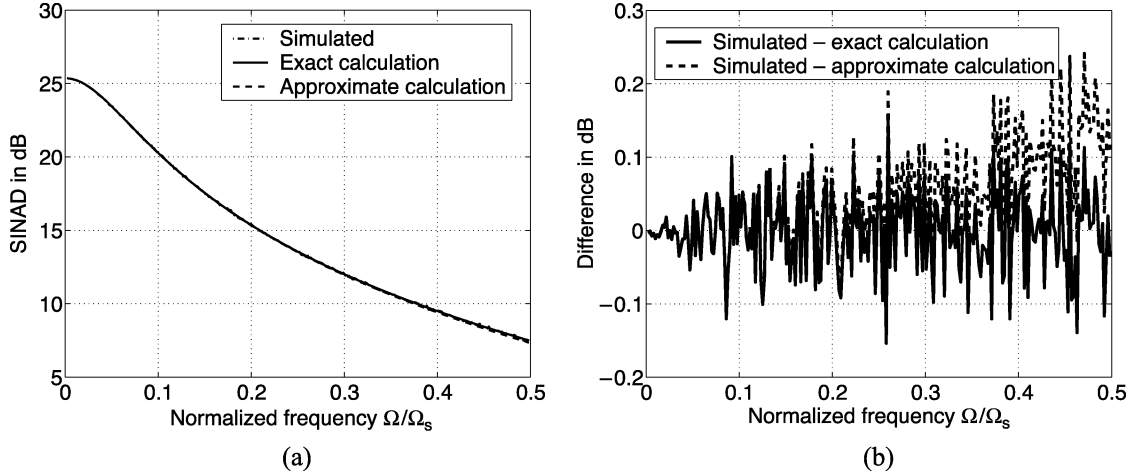 30
25
20
15
10
5
SINAD in dB
Simulated
Exact calculation
Approximate calculation
0
0.1
0.2
0.3
0.4
0.5
Normalized frequency Ω/Ωs
(a)
0.3
0.2
0.1
0
−0.1
−0.2
Difference in dB
Simulated – exact calculation
Simulated – approximate calculation
0
0.1
0.2
0.3
0.4
0.5
Normalized frequency Ω/Ωs
(b)